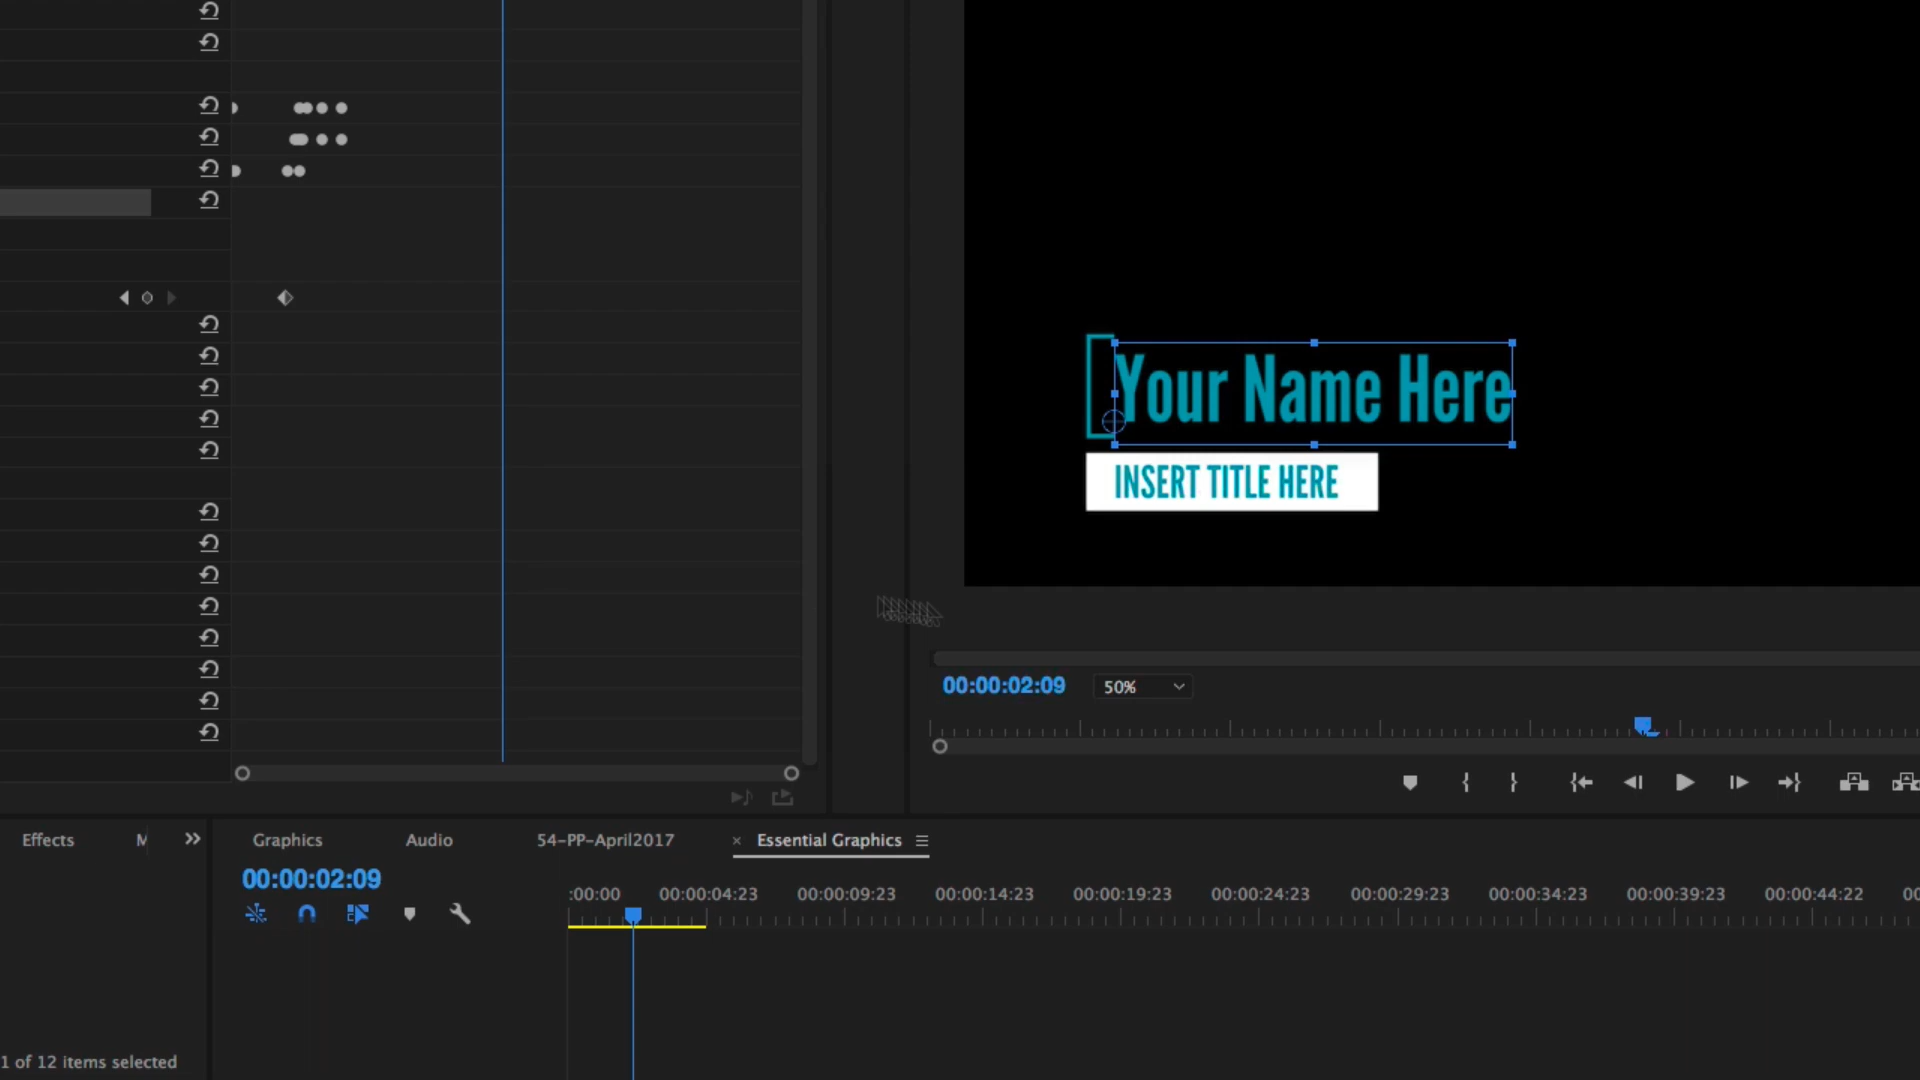 Your Name Here
INSERT TITLE HERE
00:00:02:09
50%
Effects
Graphics
Audio
54-PP-April2017
× Essential Graphics
00:00:02:09
:00:00
00:00:04:23
00:00:09:23
00:00:14:23
00:00:19:23
00:00:24:23
00:00:29:23
00:00:34:23
00:00:39:23
00:00:44:22
00
1 of 12 items selected